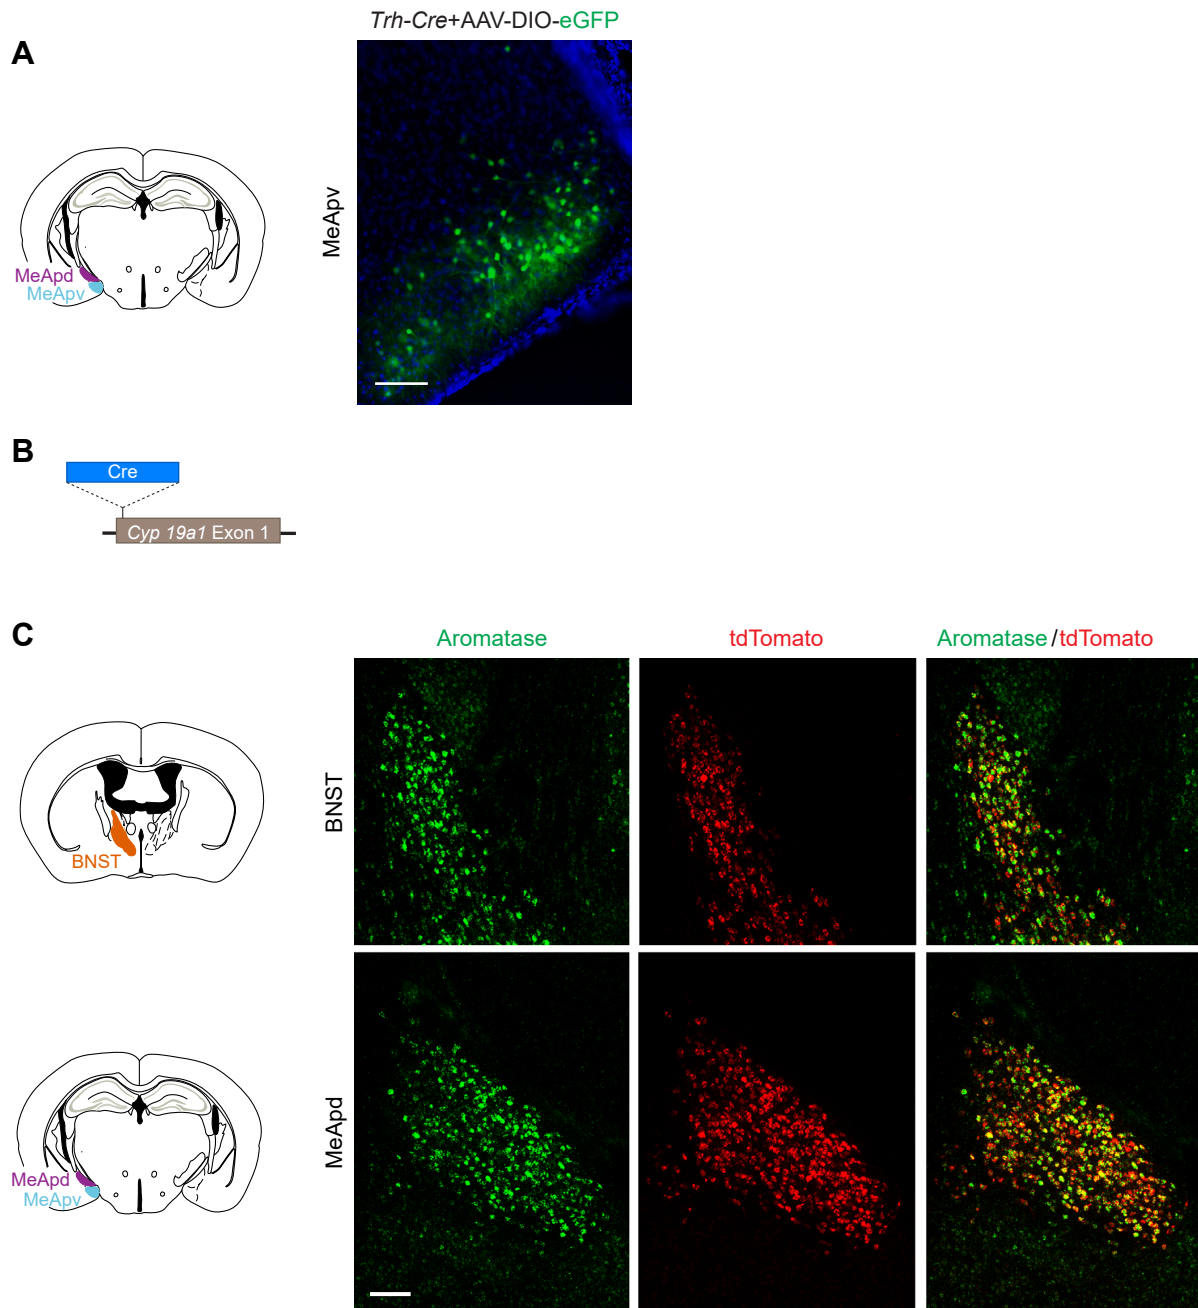 Trh-Cre+AAV-DIO-eGFP
A
MeApv
MeApd
MeApv
B
Cre
Cyp 19a1 Exon 1
C
Aromatase
tdTomato
Aromatase/tdTomato
BNST
BNST
MeApd
MeApd
MeApv